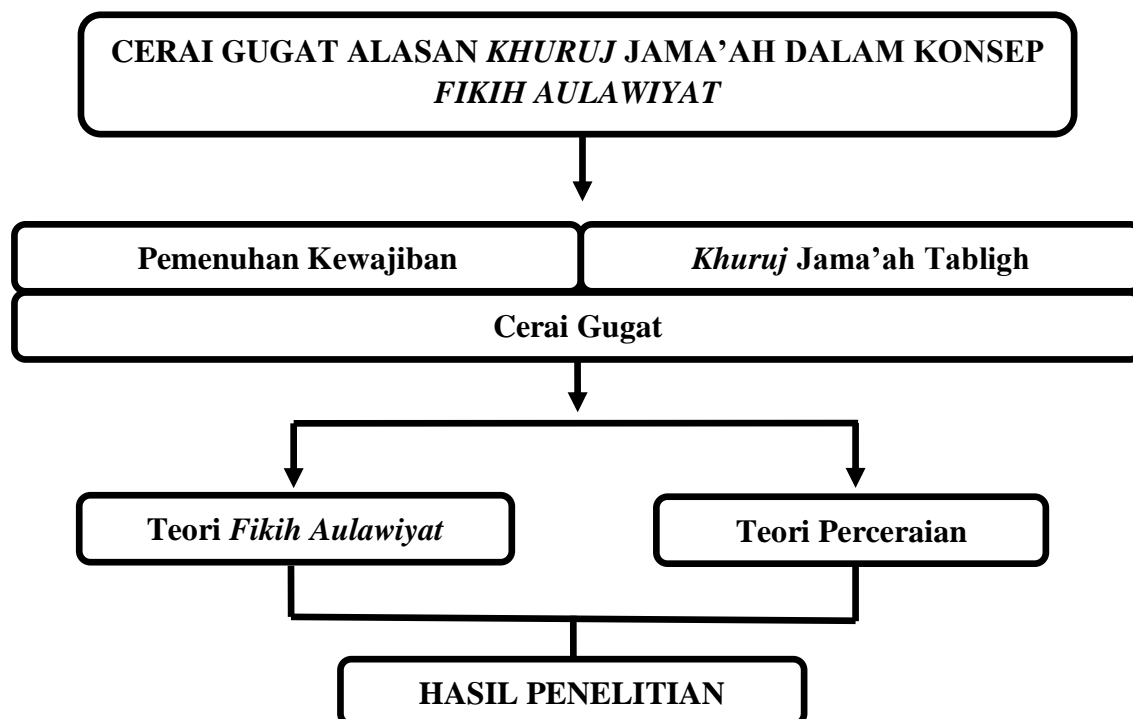 CERAI GUGAT ALASAN KHURUJ JAMA’AH DALAM KONSEP
FIKIH AULAWIYAT
Pemenuhan Kewajiban
Khuruj Jama’ah Tabligh
Cerai Gugat
Teori Fikih Aulawiyat
Teori Perceraian
HASIL PENELITIAN